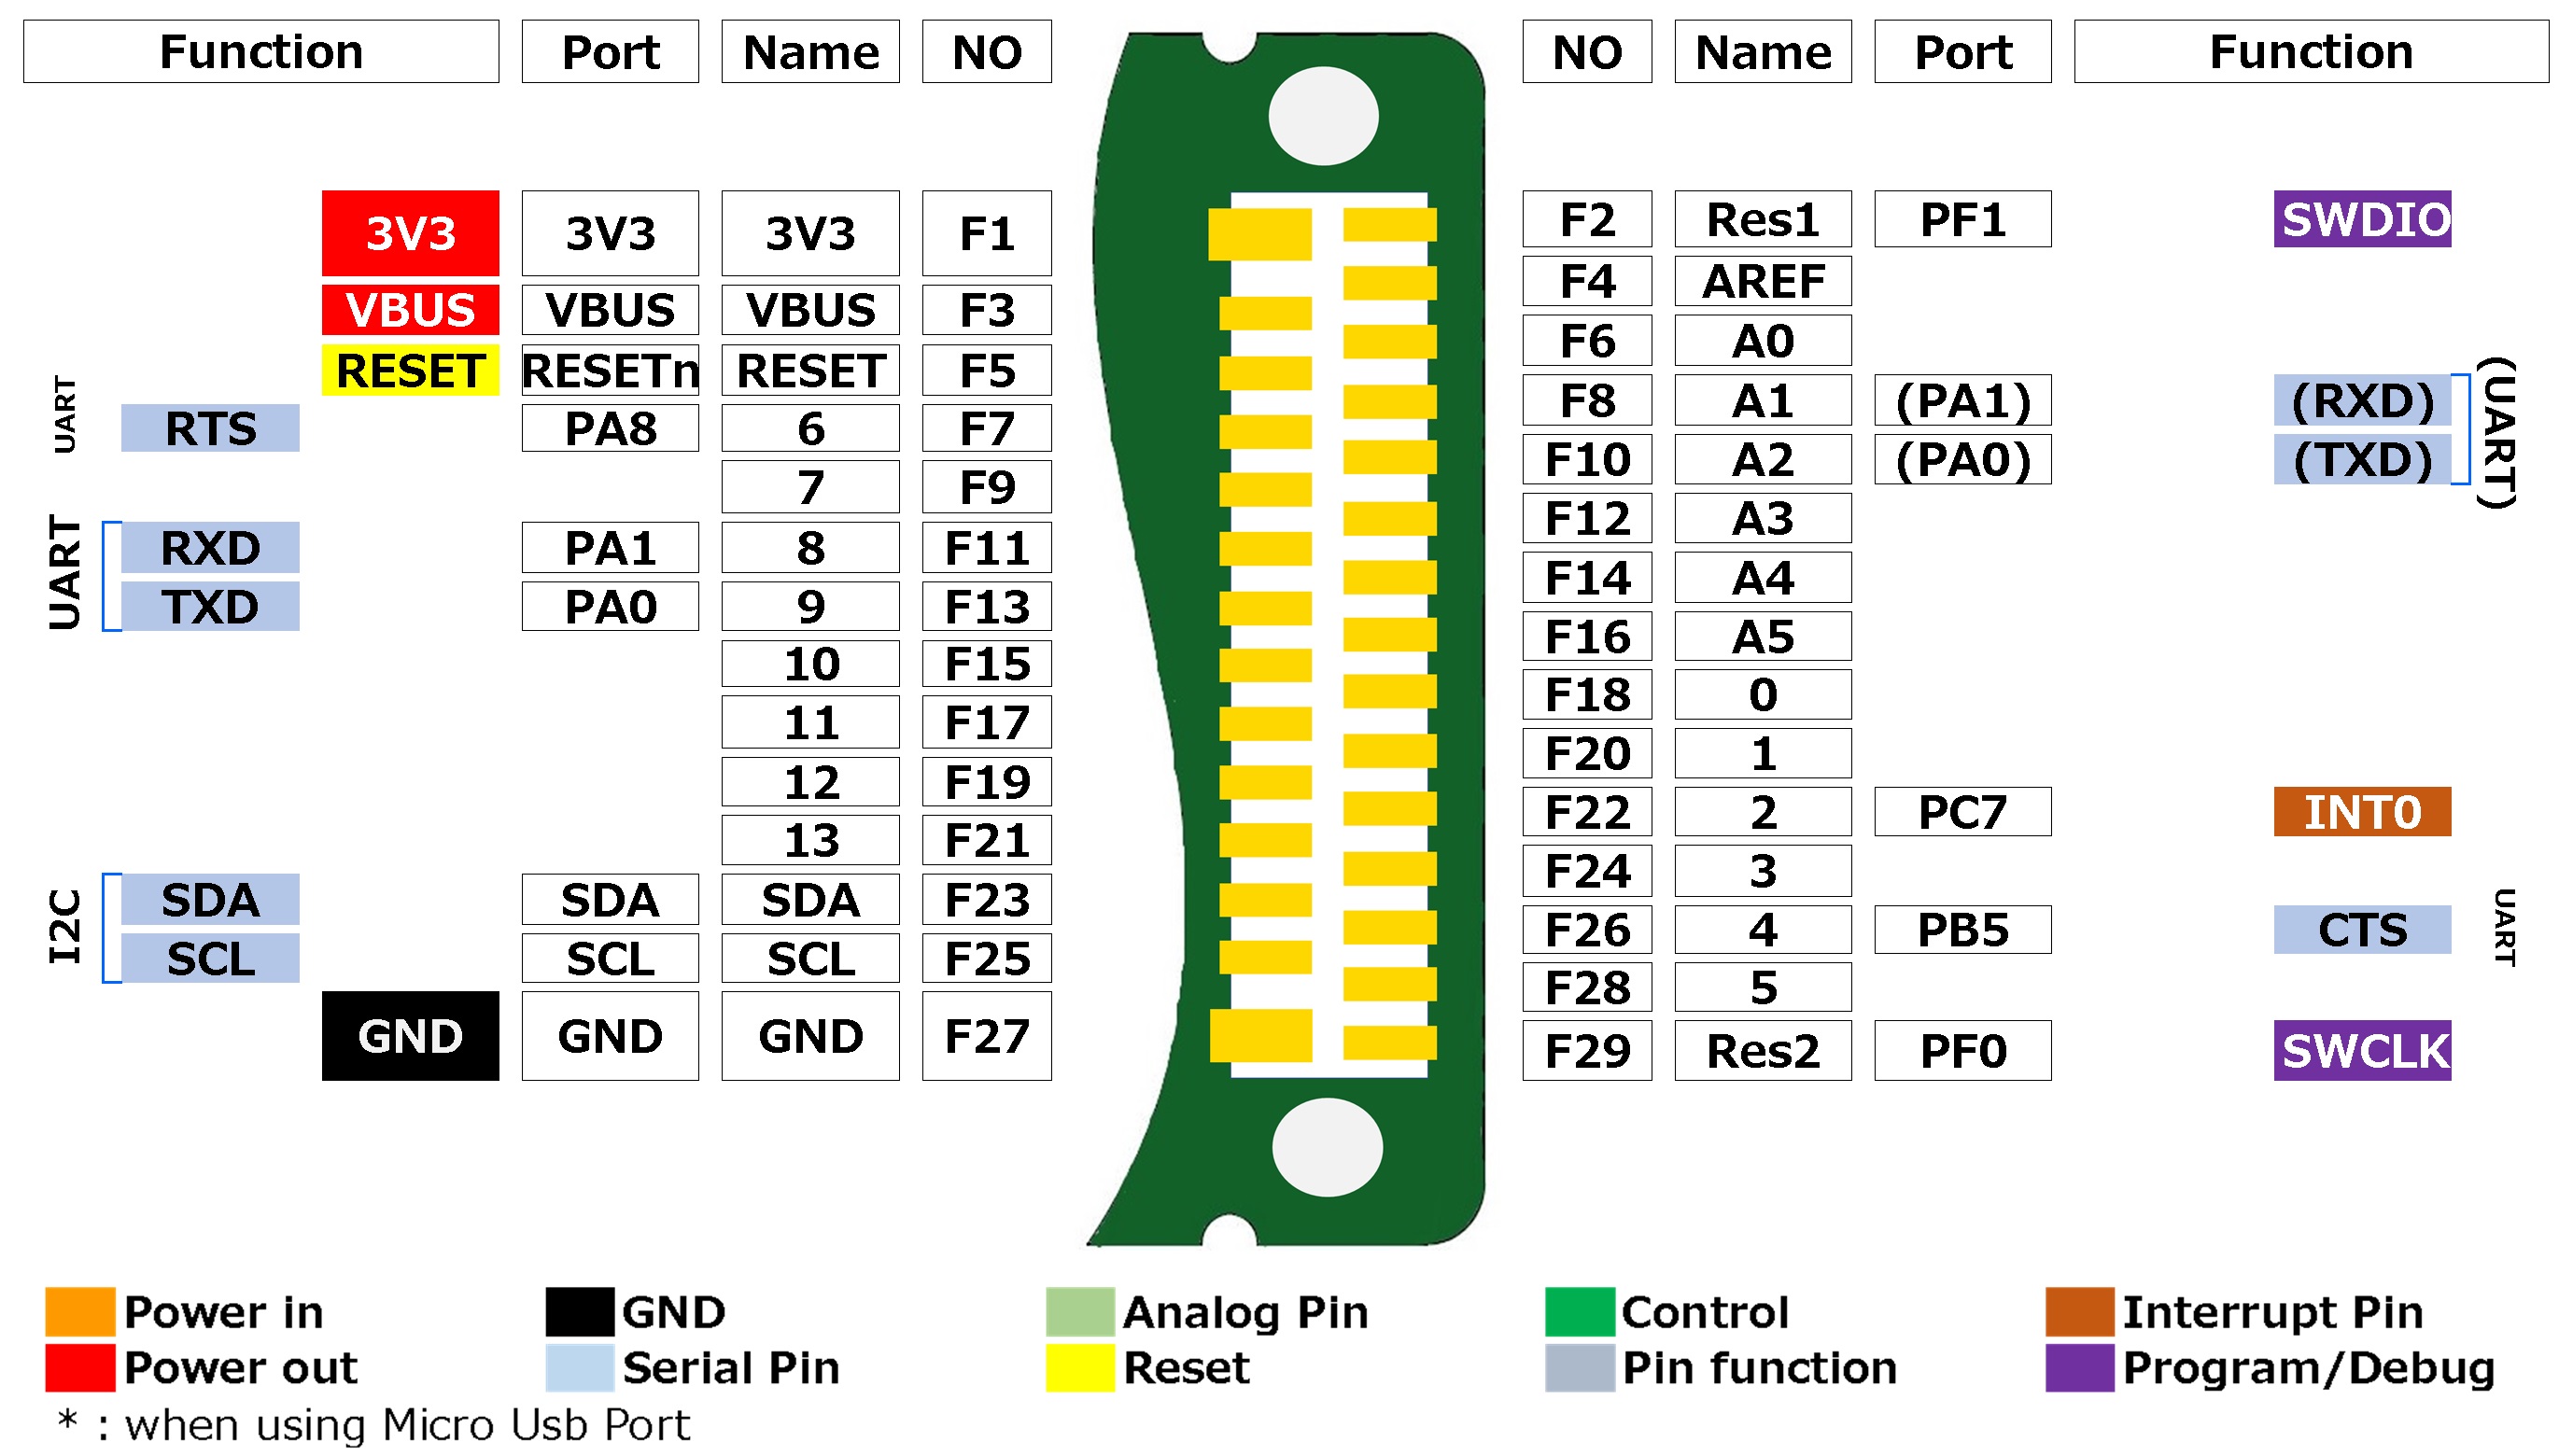 Function Port Name NO NO Name Port Function
3V3 3V3 3V3 F1 F2 Res1 PF1 SWDIO
VBUS VBUS VBUS F3 F4 AREF
RESET RESETn RESET F5 F6 A0
UART RTS PA8 6 F7 F8 A1 (PA1) (RXD) (UART)
7 F9 F10 A2 (PA0) (TXD)
UART RXD PA1 8 F11 F12 A3
TXD PA0 9 F13 F14 A4
10 F15 F16 A5
11 F17 F18 0
12 F19 F20 1
13 F21 F22 2 PC7 INT0
I2C SDA SDA SDA F23 F24 3
SCL SCL SCL F25 F26 4 PB5 CTS UART
F28 5
GND GND GND F27 F29 Res2 PF0 SWCLK
Power in GND Analog Pin Control Interrupt Pin
Power out Serial Pin Reset Pin function Program/Debug
* : when using Micro Usb Port